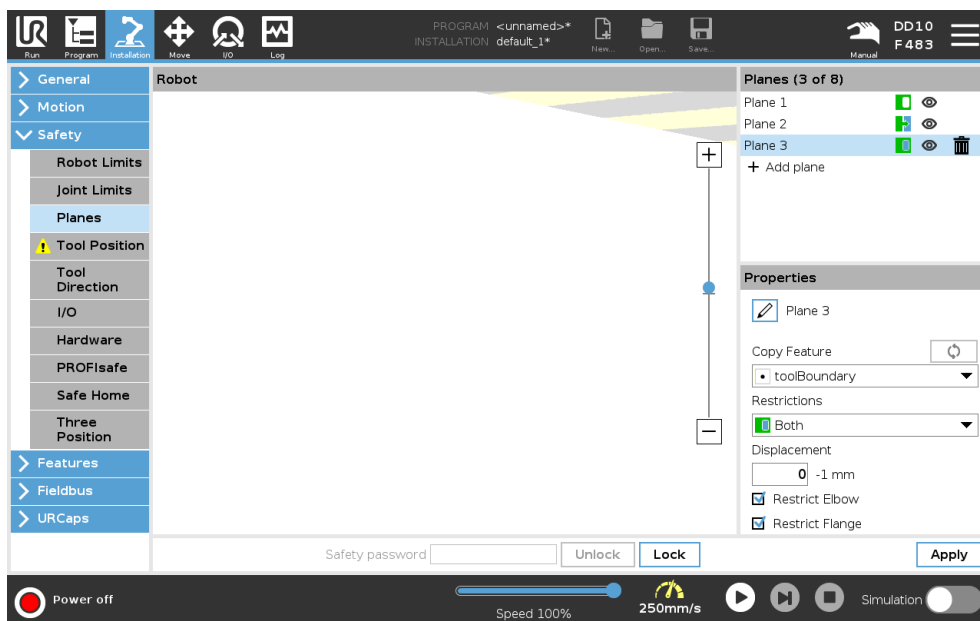 PROGRAM <unnamed>*
INSTALLATION default_1*
UR
Run
Program
Installation
Move
I/O
Log
New...
Open...
Save...
Manual
DD10
F483
General
Motion
Safety
Robot Limits
Joint Limits
Planes
Tool Position
Tool
Direction
I/O
Hardware
PROFIsafe
Safe Home
Three
Position
Features
Fieldbus
URCaps
Robot
Planes (3 of 8)
Plane 1
Plane 2
Plane 3
+ Add plane
Properties
Plane 3
Copy Feature
toolBoundary
Restrictions
Both
Displacement
0 -1 mm
Restrict Elbow
Restrict Flange
Safety password
Unlock
Lock
Apply
Power off
Speed 100%
250mm/s
Simulation